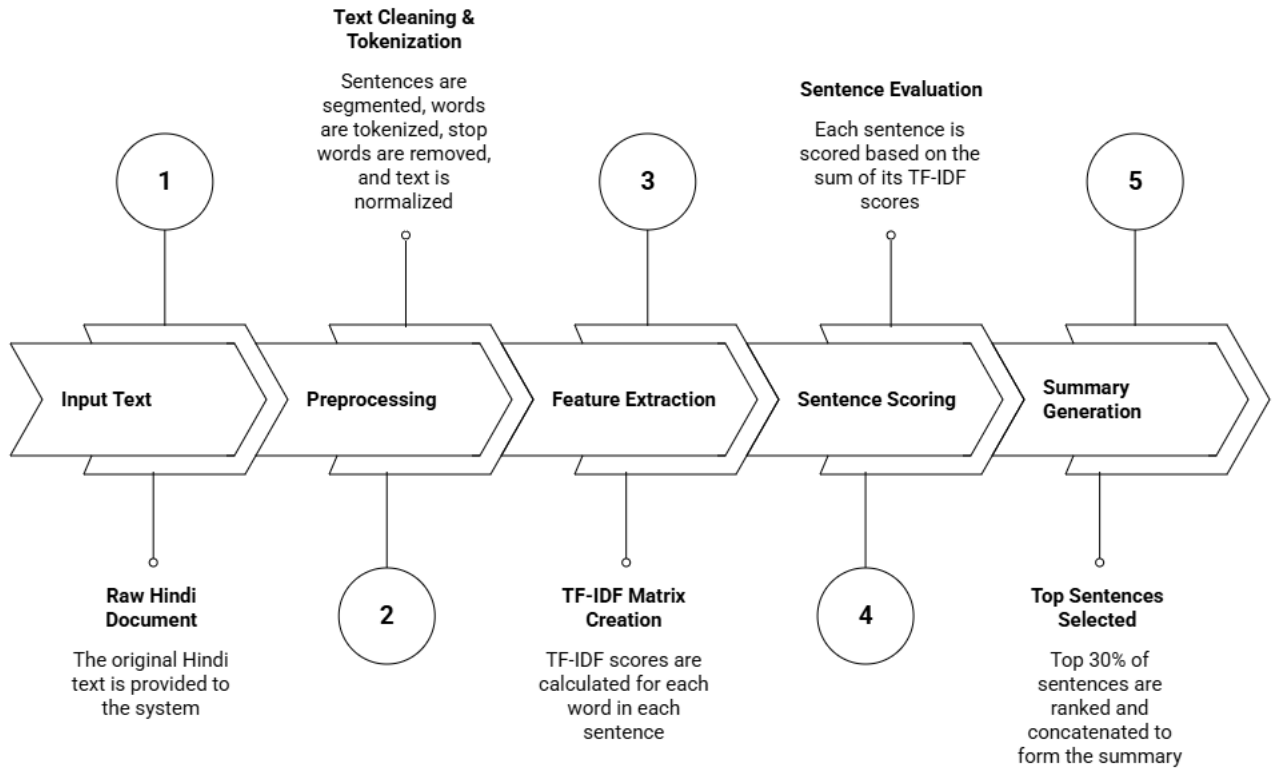 Text Cleaning &
Tokenization
Sentences are
segmented, words
are tokenized, stop
words are removed,
and text is
normalized
Sentence Evaluation
Each sentence is
scored based on the
sum of its TF-IDF
scores
1
3
5
Input Text
Preprocessing
Feature Extraction
Sentence Scoring
Summary
Generation
Raw Hindi
Document
The original Hindi
text is provided to
the system
2
TF-IDF Matrix
Creation
TF-IDF scores are
calculated for each
word in each
sentence
4
Top Sentences
Selected
Top 30% of
sentences are
ranked and
concatenated to
form the summary